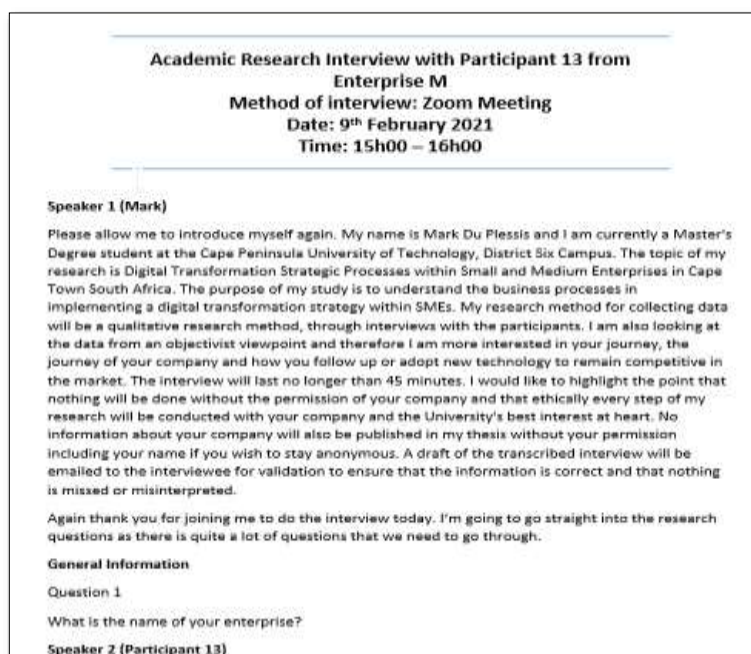 Academic Research Interview with Participant 13 from
Enterprise M
Method of interview: Zoom Meeting
Date: 9th February 2021
Time: 15h00 – 16h00
Speaker 1 (Mark)
Please allow me to introduce myself again. My name is Mark Du Plessis and I am currently a Master's
Degree student at the Cape Peninsula University of Technology, District Six Campus. The topic of my
research is Digital Transformation Strategic Processes within Small and Medium Enterprises in Cape
Town South Africa. The purpose of my study is to understand the business processes in
implementing a digital transformation strategy within SMEs. My research method for collecting data
will be a qualitative research method, through interviews with the participants. I am also looking at
the data from an objectivist viewpoint and therefore I am more interested in your journey, the
journey of your company and how you follow up or adopt new technology to remain competitive in
the market. The interview will last no longer than 45 minutes. I would like to highlight the point that
nothing will be done without the permission of your company and that ethically every step of my
research will be conducted with your company and the University's best interest at heart. No
information about your company will also be published in my thesis without your permission
including your name if you wish to stay anonymous. A draft of the transcribed interview will be
emailed to the interviewee for validation to ensure that the information is correct and that nothing
is missed or misinterpreted.
Again thank you for joining me to do the interview today. I'm going to go straight into the research
questions as there is quite a lot of questions that we need to go through.
General Information
Question 1
What is the name of your enterprise?
Speaker 2 (Participant 13)